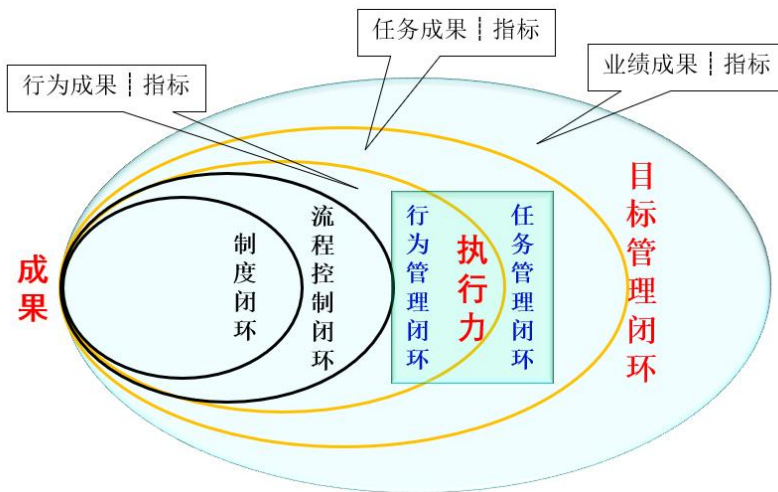 任务成果┆指标
业绩成果┆指标
行为成果┆指标
成果
制度闭环
流程控制闭环
行为管理闭环
执行力
任务管理闭环
目标管理闭环